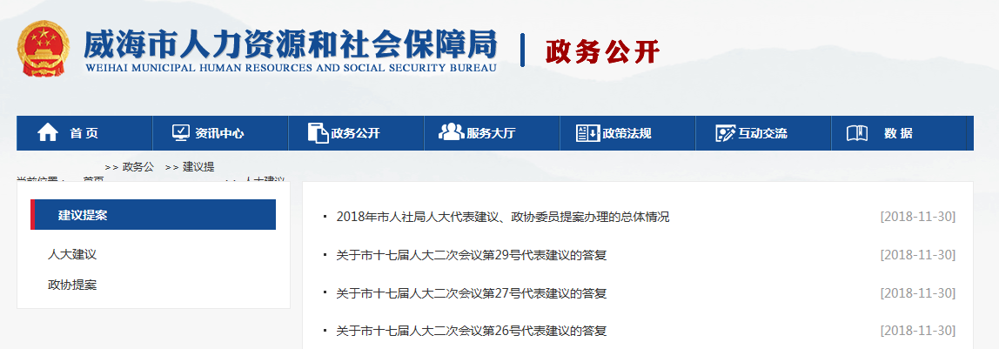 威海市人力资源和社会保障局
WEIHAI MUNICIPAL HUMAN RESOURCES AND SOCIAL SECURITY BUREAU
政务公开
首 页 资讯中心 政务公开 服务大厅 政策法规 互动交流 数 据
>> 政务公 >> 建议提
当前位置： 首页 >> 人大建议
建议提案
人大建议
政协提案
2018年市人社局人大代表建议、政协委员提案办理的总体情况 [2018-11-30]
关于市十七届人大二次会议第29号代表建议的答复 [2018-11-30]
关于市十七届人大二次会议第27号代表建议的答复 [2018-11-30]
关于市十七届人大二次会议第26号代表建议的答复 [2018-11-30]